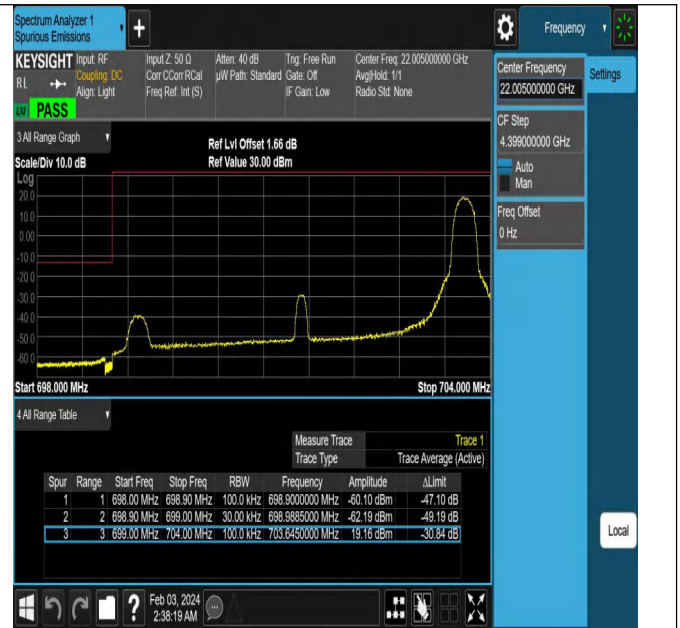 Spectrum Analyzer 1
Spurious Emissions
Frequency
KEYSIGHT Input: RF Input Z: 50 Ω Atten: 40 dB Trig: Free Run Center Freq: 22.005000000 GHz
RL Coupling: DC Corr CCorr RCal µW Path: Standard Gate: Off Avg|Hold: 1/1
Align: Light Freq Ref: Int (S) IF Gain: Low Radio Std: None
PASS
Center Frequency
22.005000000 GHz
Settings
CF Step
4.399000000 GHz
Auto
Man
Freq Offset
0 Hz
3 All Range Graph
Ref Lvl Offset 1.66 dB
Scale/Div 10.0 dB Ref Value 30.00 dBm
Log
20.0
10.0
0.00
-10.0
-20.0
-30.0
-40.0
-50.0
-60.0
Start 698.000 MHz Stop 704.000 MHz
4 All Range Table
Measure Trace Trace 1
Trace Type Trace Average (Active)
Spur Range Start Freq Stop Freq RBW Frequency Amplitude ΔLimit
1 1 698.00 MHz 698.90 MHz 100.0 kHz 698.9000000 MHz -60.10 dBm -47.10 dB
2 2 698.90 MHz 699.00 MHz 30.00 kHz 698.9885000 MHz -62.19 dBm -49.19 dB
3 3 699.00 MHz 704.00 MHz 100.0 kHz 703.6450000 MHz 19.16 dBm -30.84 dB
Local
Feb 03, 2024
2:38:19 AM